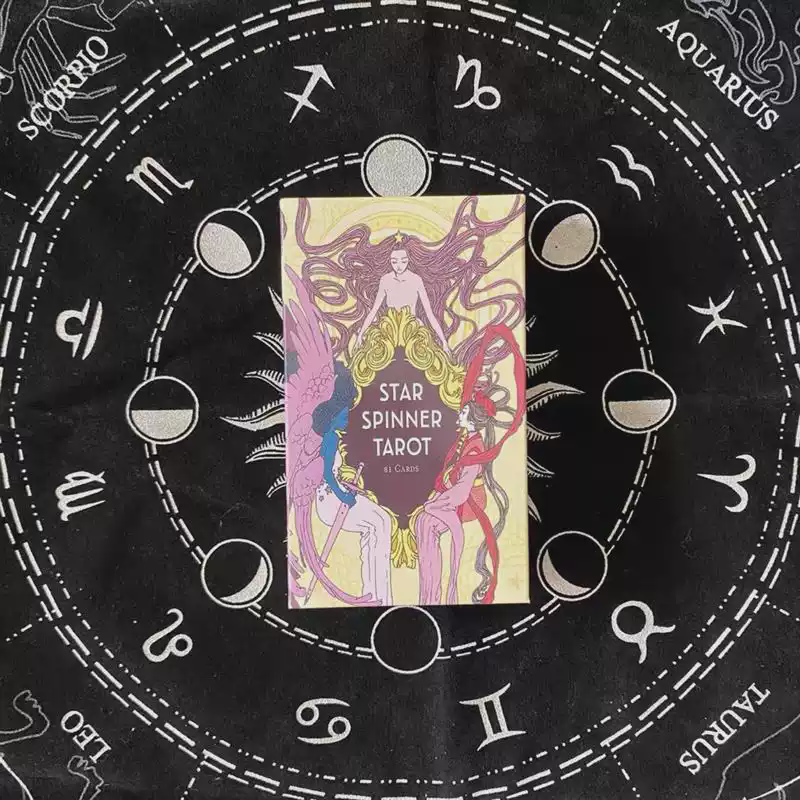 SCORPIO
AQUARIUS
STAR
SPINNER
TAROT
81 CARDS
LEO
TAURUS